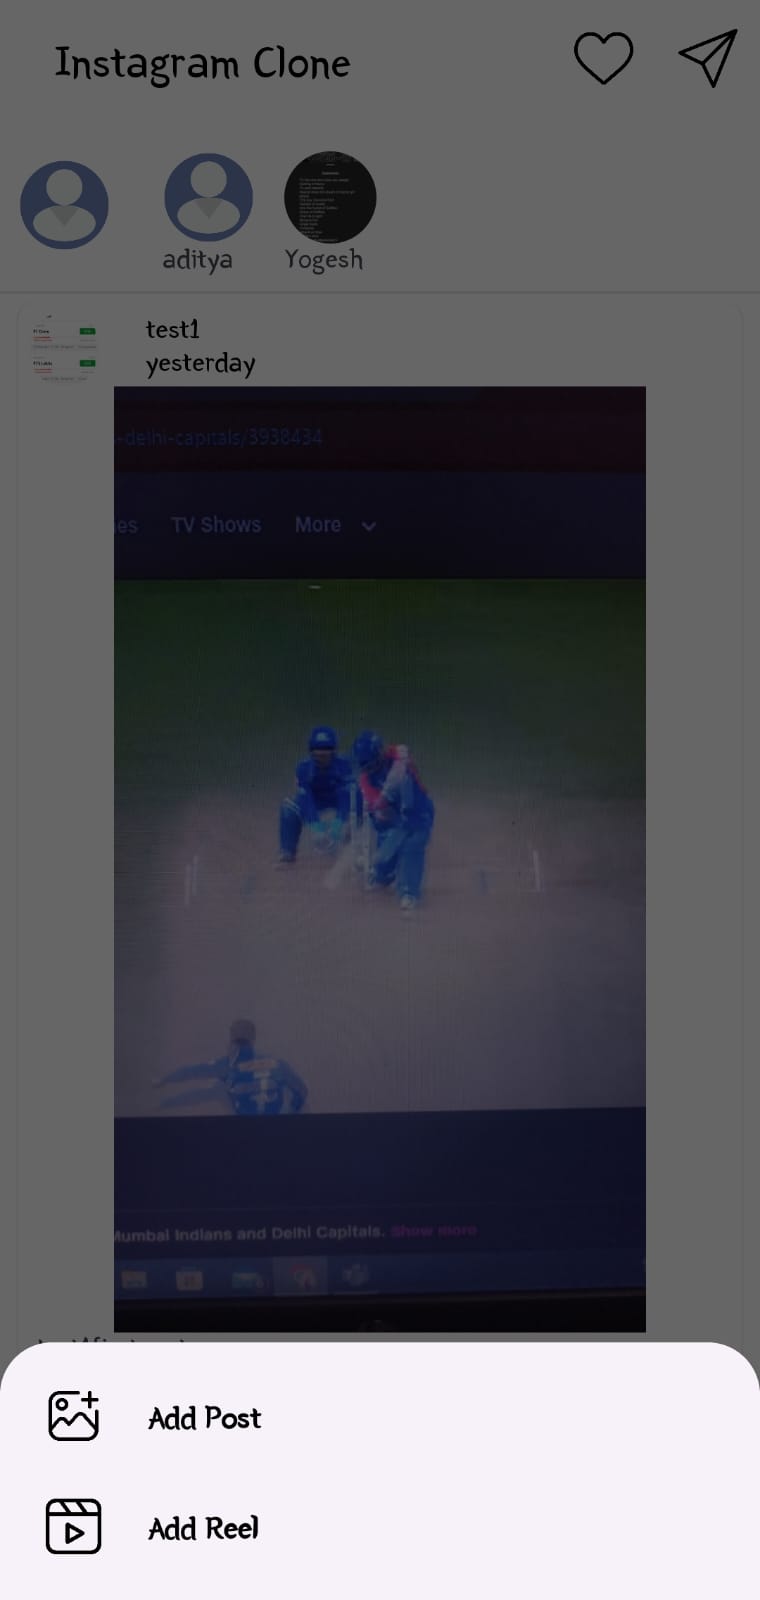 Instagram Clone
aditya
Yogesh
test1
yesterday
-delhi-capitals/3938434
TV Shows
More
Mumbai Indians and Delhi Capitals. Show more
Add Post
Add Reel